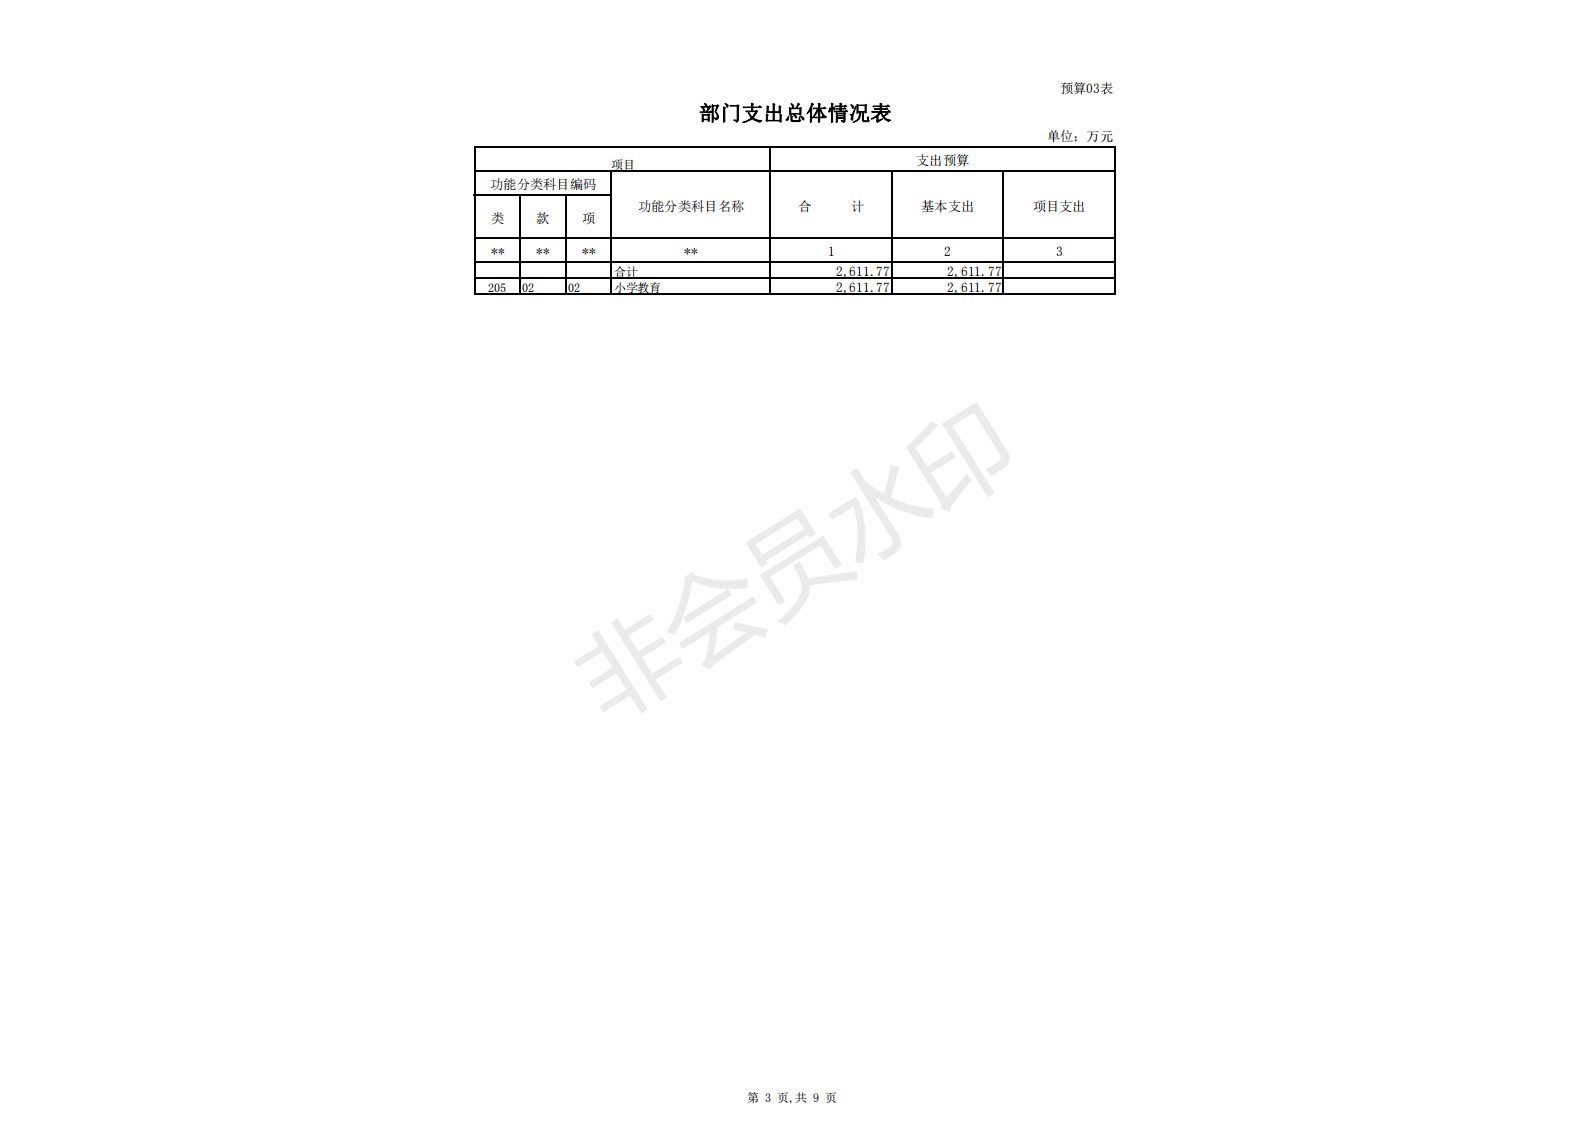 预算03表
部门支出总体情况表
单位：万元
项目 支出预算
功能分类科目编码 功能分类科目名称 合 计 基本支出 项目支出
类 款 项
** ** ** ** 1 2 3
合计 2,611.77 2,611.77
205 02 02 小学教育 2,611.77 2,611.77
非会员水印
第 3 页,共 9 页